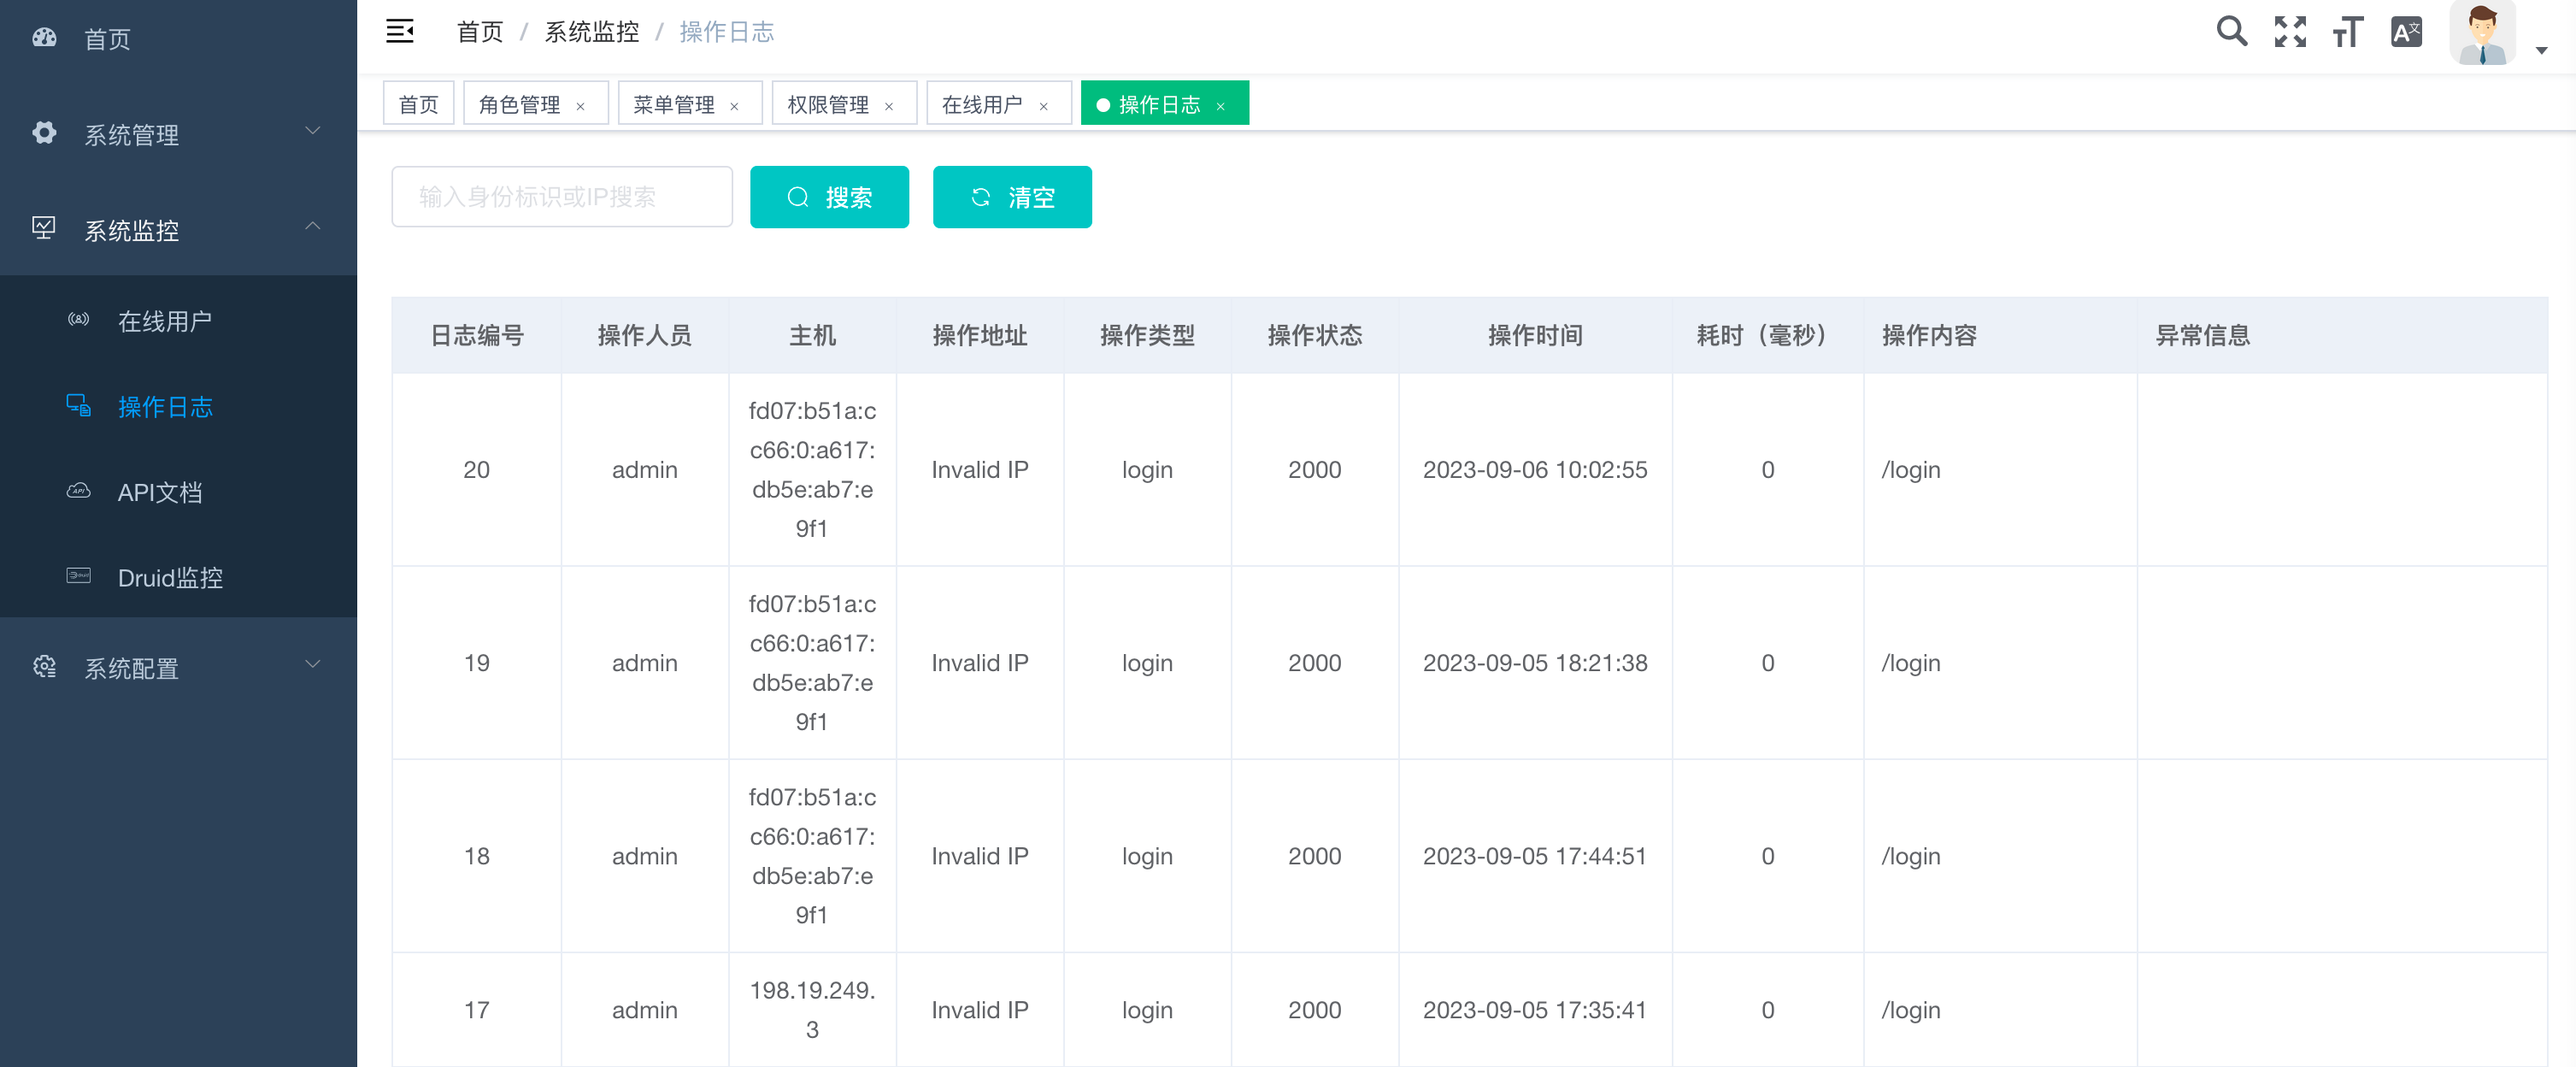 首页
系统管理
系统监控
在线用户
操作日志
API文档
Druid监控
系统配置
首页 / 系统监控 / 操作日志
首页 角色管理 × 菜单管理 × 权限管理 × 在线用户 × 操作日志 ×
输入身份标识或IP搜索 搜索 清空
日志编号 操作人员 主机 操作地址 操作类型 操作状态 操作时间 耗时（毫秒） 操作内容 异常信息
20 admin fd07:b51a:c
c66:0:a617:
db5e:ab7:e
9f1 Invalid IP login 2000 2023-09-06 10:02:55 0 /login
19 admin fd07:b51a:c
c66:0:a617:
db5e:ab7:e
9f1 Invalid IP login 2000 2023-09-05 18:21:38 0 /login
18 admin fd07:b51a:c
c66:0:a617:
db5e:ab7:e
9f1 Invalid IP login 2000 2023-09-05 17:44:51 0 /login
17 admin 198.19.249.
3 Invalid IP login 2000 2023-09-05 17:35:41 0 /login